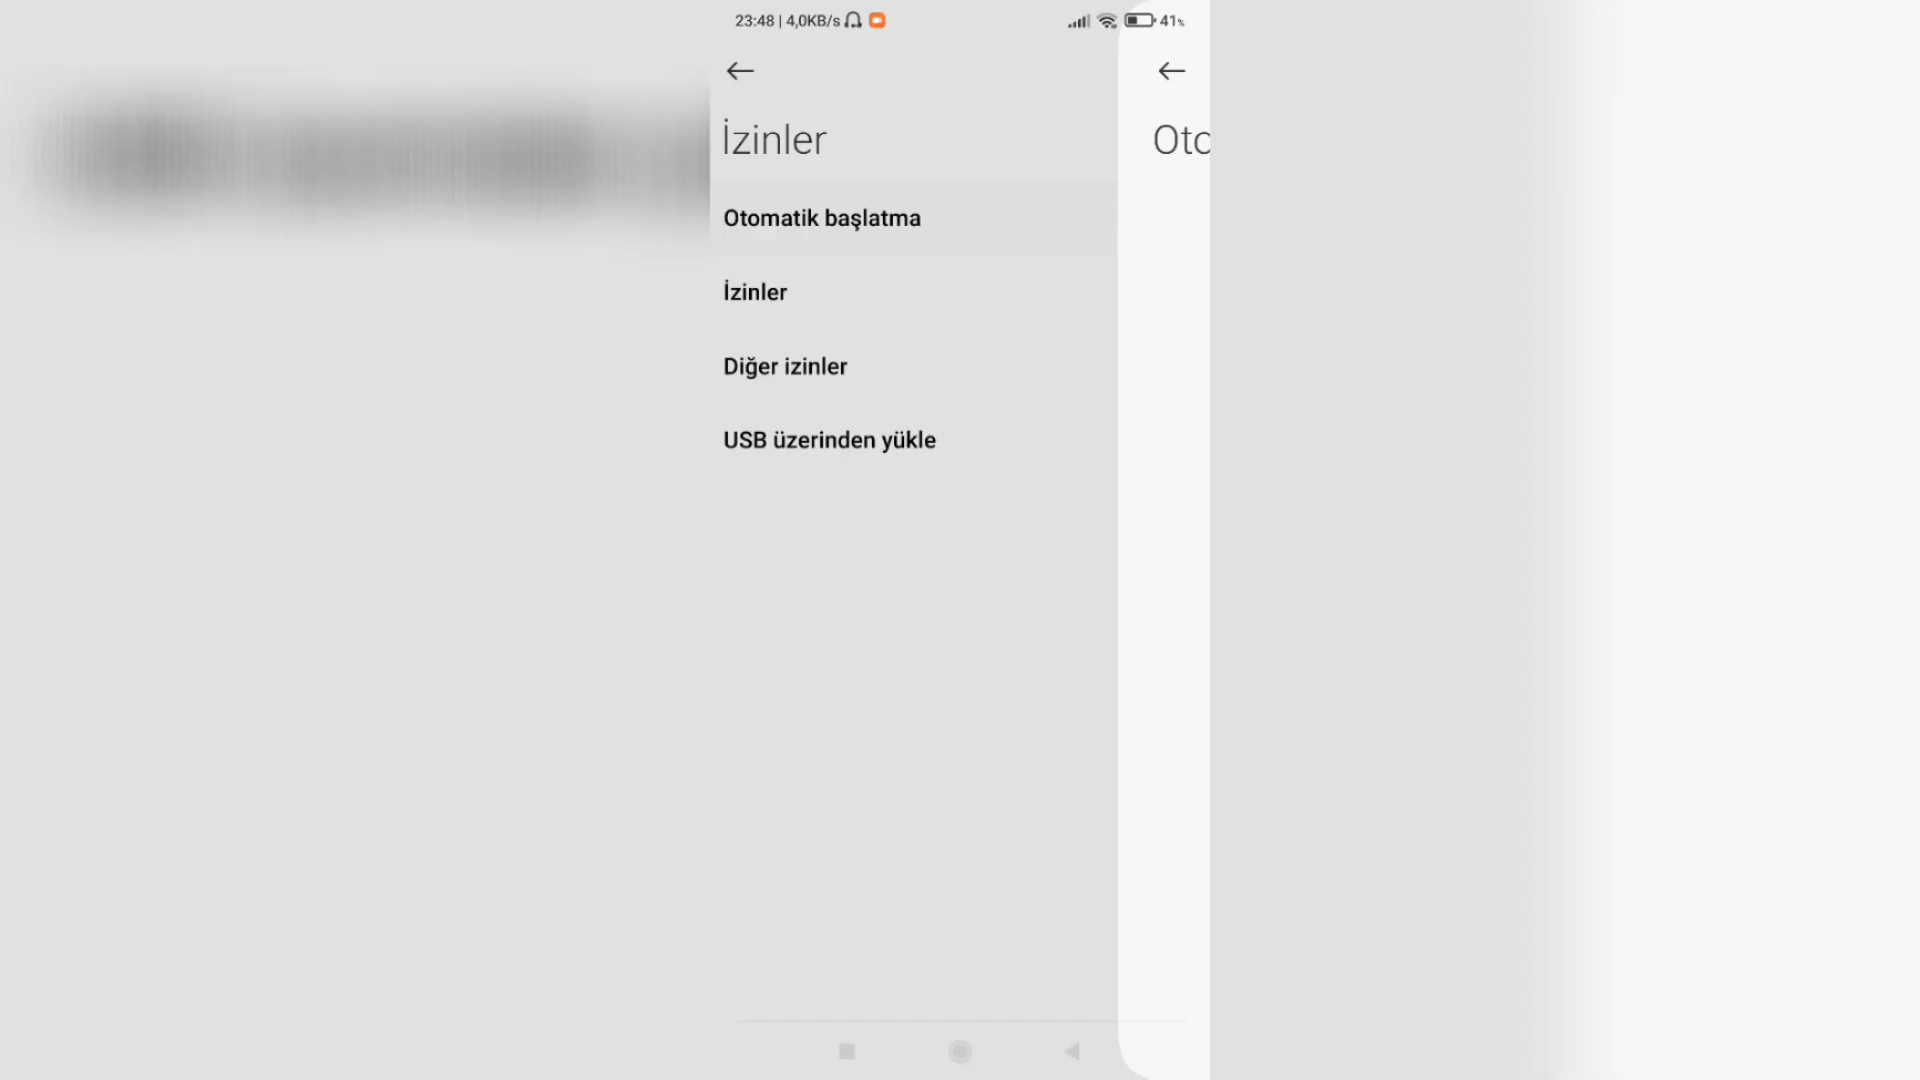 23:48 | 4,0KB/s
41%
İzinler
Oto
Otomatik başlatma
İzinler
Diğer izinler
USB üzerinden yükle